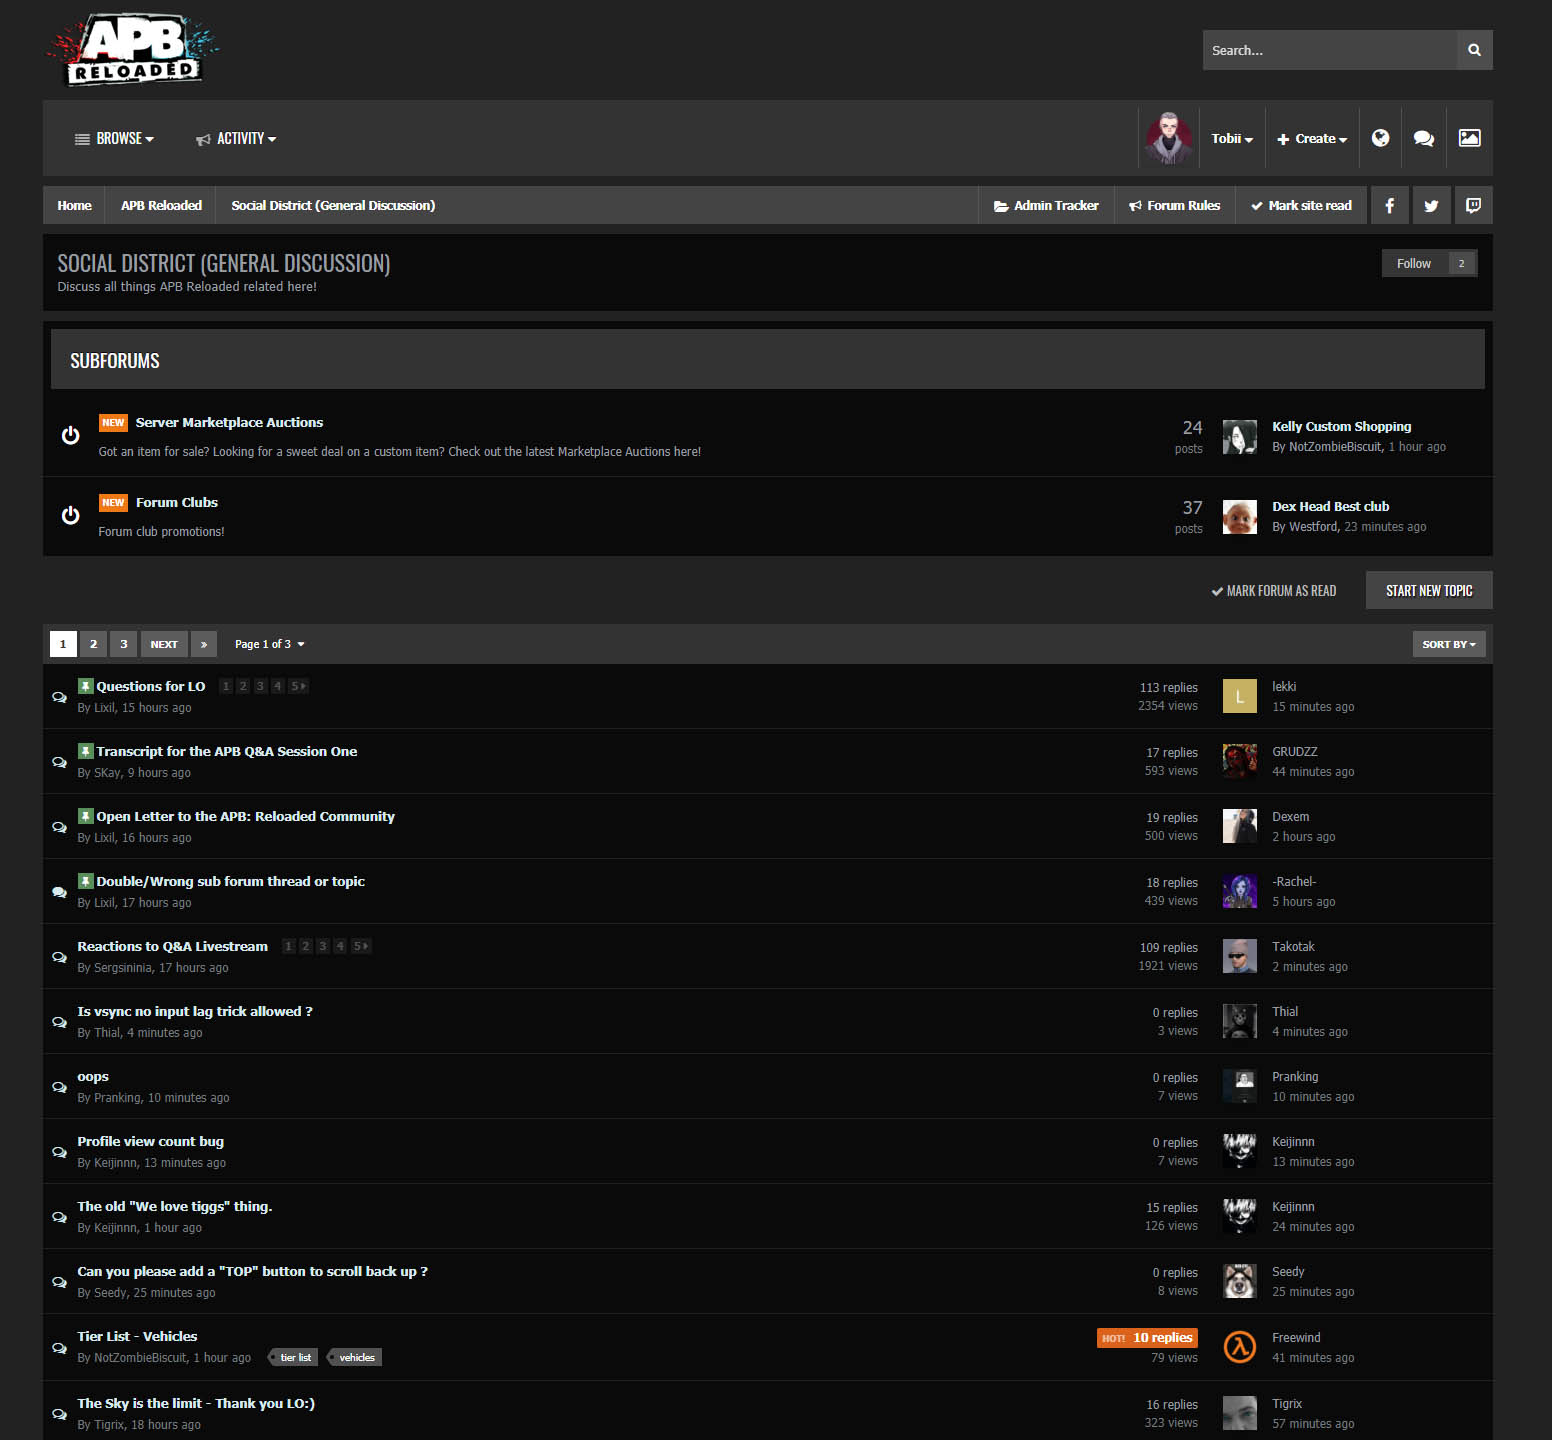 APB
RELOADED
Search...
BROWSE
ACTIVITY
Tobii
Create
Home
APB Reloaded
Social District (General Discussion)
Admin Tracker
Forum Rules
Mark site read
SOCIAL DISTRICT (GENERAL DISCUSSION)
Discuss all things APB Reloaded related here!
Follow 2
SUBFORUMS
NEW Server Marketplace Auctions
Got an item for sale? Looking for a sweet deal on a custom item? Check out the latest Marketplace Auctions here!
24
posts
Kelly Custom Shopping
By NotZombieBiscuit, 1 hour ago
NEW Forum Clubs
Forum club promotions!
37
posts
Dex Head Best club
By Westford, 23 minutes ago
MARK FORUM AS READ
START NEW TOPIC
1 2 3 NEXT » Page 1 of 3
SORT BY
Questions for LO 1 2 3 4 5
By Lixil, 15 hours ago
113 replies
2354 views
L
lekki
15 minutes ago
Transcript for the APB Q&A Session One
By SKay, 9 hours ago
17 replies
593 views
GRUDZZ
44 minutes ago
Open Letter to the APB: Reloaded Community
By Lixil, 16 hours ago
19 replies
500 views
Dexem
2 hours ago
Double/Wrong sub forum thread or topic
By Lixil, 17 hours ago
18 replies
439 views
-Rachel-
5 hours ago
Reactions to Q&A Livestream 1 2 3 4 5
By Sergsininia, 17 hours ago
109 replies
1921 views
Takotak
2 minutes ago
Is vsync no input lag trick allowed ?
By Thial, 4 minutes ago
0 replies
3 views
Thial
4 minutes ago
oops
By Pranking, 10 minutes ago
0 replies
7 views
Pranking
10 minutes ago
Profile view count bug
By Keijinnn, 13 minutes ago
0 replies
7 views
Keijinnn
13 minutes ago
The old "We love tiggs" thing.
By Keijinnn, 1 hour ago
15 replies
126 views
Keijinnn
24 minutes ago
Can you please add a "TOP" button to scroll back up ?
By Seedy, 25 minutes ago
0 replies
8 views
Seedy
25 minutes ago
Tier List - Vehicles
By NotZombieBiscuit, 1 hour ago tier list vehicles
HOT! 10 replies
79 views
Freewind
41 minutes ago
The Sky is the limit - Thank you LO:)
By Tigrix, 18 hours ago
16 replies
323 views
Tigrix
57 minutes ago